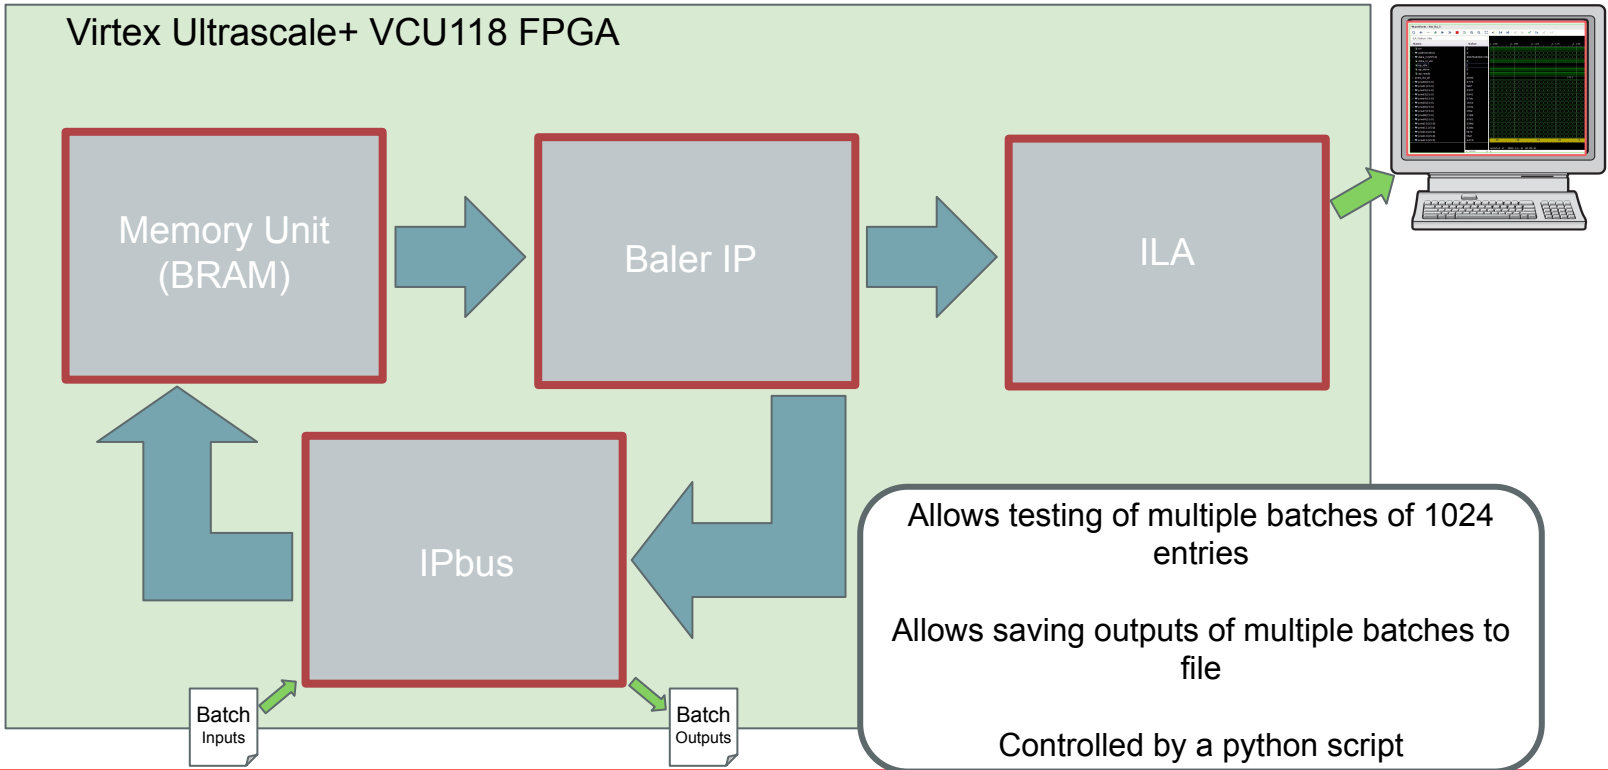 Virtex Ultrascale+ VCU118 FPGA
Memory Unit
(BRAM)
Baler IP
ILA
IPbus
Batch
Inputs
Batch
Outputs
Allows testing of multiple batches of 1024
entries
Allows saving outputs of multiple batches to
file
Controlled by a python script